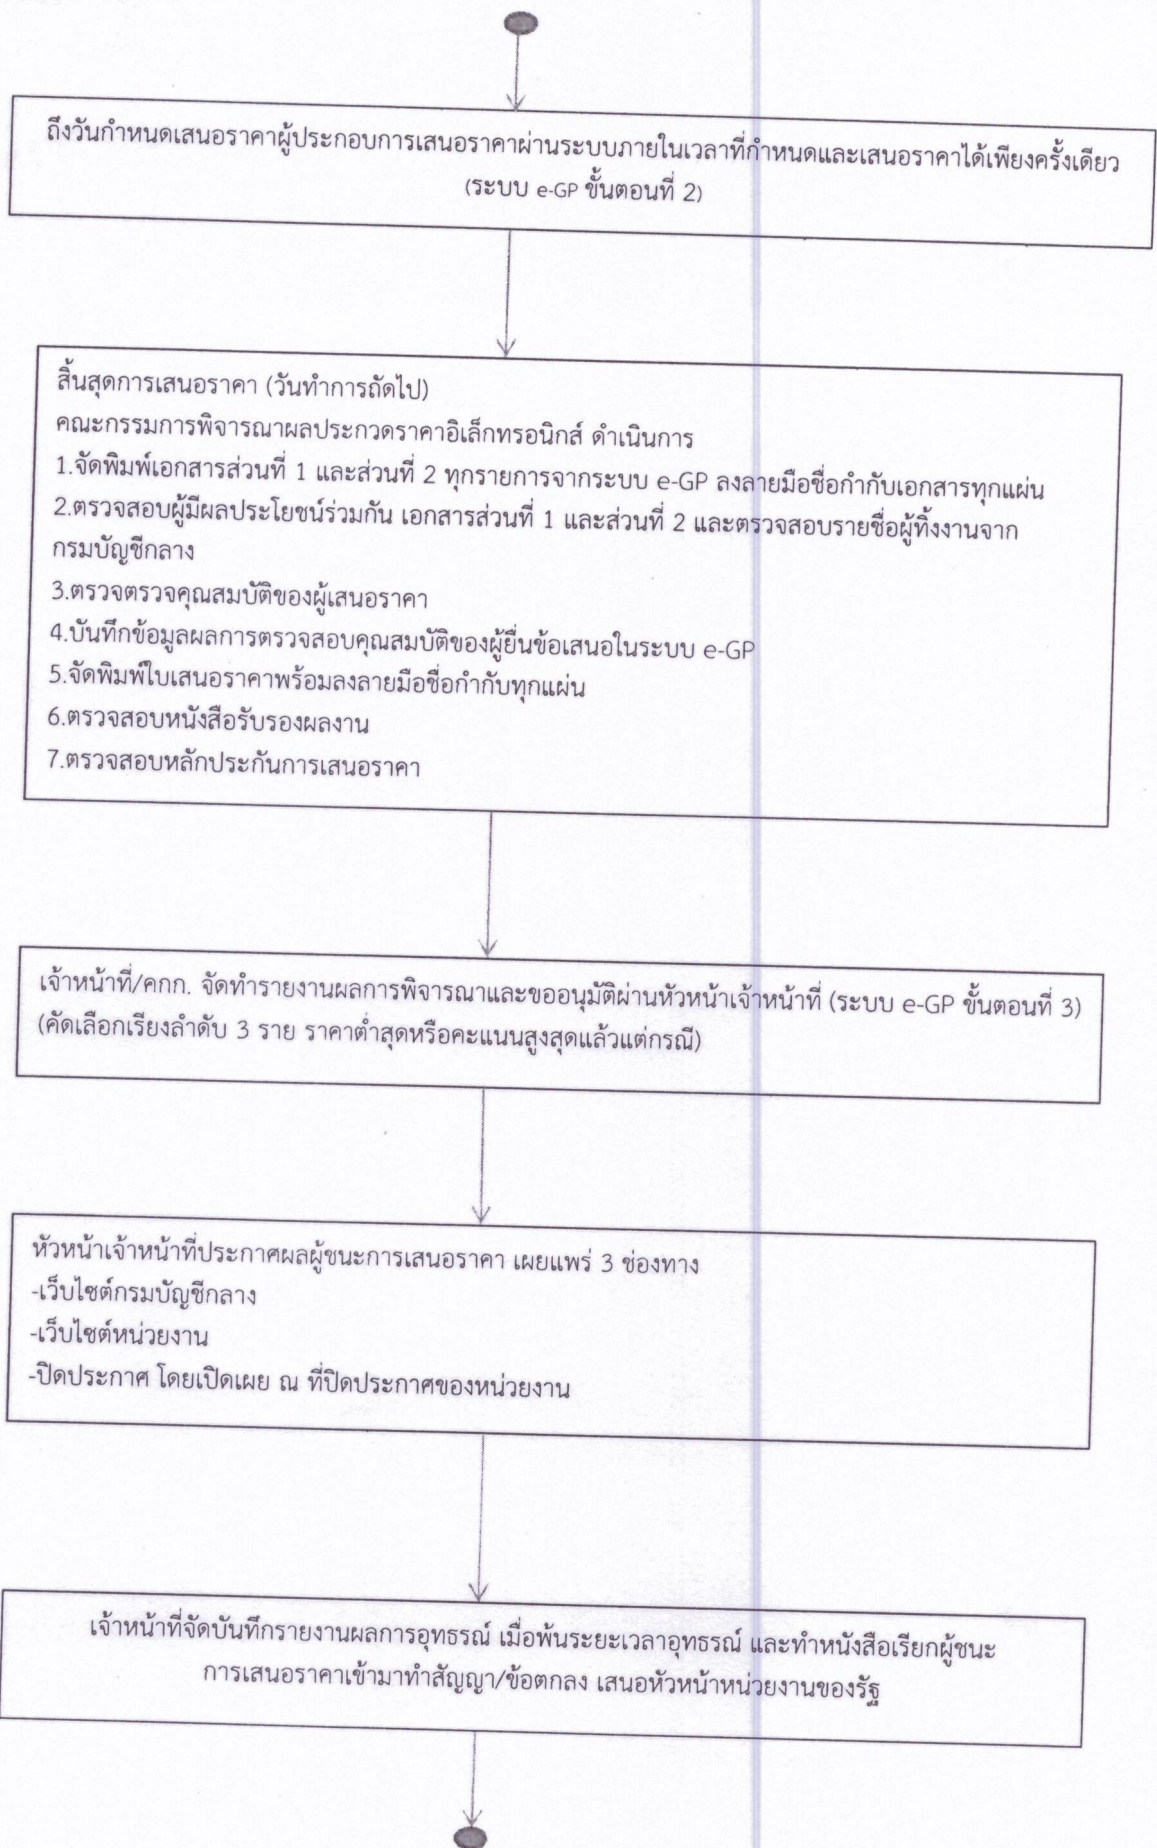 ถึงวันกำหนดเสนอราคาผู้ประกอบการเสนอราคาผ่านระบบภายในเวลาที่กำหนดและเสนอราคาได้เพียงครั้งเดียว
(ระบบ e-GP ขั้นตอนที่ 2)
สิ้นสุดการเสนอราคา (วันทำการถัดไป)
คณะกรรมการพิจารณาผลประกวดราคาอิเล็กทรอนิกส์ ดำเนินการ
1.จัดพิมพ์เอกสารส่วนที่ 1 และส่วนที่ 2 ทุกรายการจากระบบ e-GP ลงลายมือชื่อกำกับเอกสารทุกแผ่น
2.ตรวจสอบผู้มีผลประโยชน์ร่วมกัน เอกสารส่วนที่ 1 และส่วนที่ 2 และตรวจสอบรายชื่อผู้ทิ้งงานจาก
กรมบัญชีกลาง
3.ตรวจตรวจคุณสมบัติของผู้เสนอราคา
4.บันทึกข้อมูลผลการตรวจสอบคุณสมบัติของผู้ยื่นข้อเสนอในระบบ e-GP
5.จัดพิมพ์ใบเสนอราคาพร้อมลงลายมือชื่อกำกับทุกแผ่น
6.ตรวจสอบหนังสือรับรองผลงาน
7.ตรวจสอบหลักประกันการเสนอราคา
เจ้าหน้าที่/คกก. จัดทำรายงานผลการพิจารณาและขออนุมัติผ่านหัวหน้าเจ้าหน้าที่ (ระบบ e-GP ขั้นตอนที่ 3)
(คัดเลือกเรียงลำดับ 3 ราย ราคาต่ำสุดหรือคะแนนสูงสุดแล้วแต่กรณี)
หัวหน้าเจ้าหน้าที่ประกาศผลผู้ชนะการเสนอราคา เผยแพร่ 3 ช่องทาง
-เว็บไซต์กรมบัญชีกลาง
-เว็บไซต์หน่วยงาน
-ปิดประกาศ โดยเปิดเผย ณ ที่ปิดประกาศของหน่วยงาน
เจ้าหน้าที่จัดบันทึกรายงานผลการอุทธรณ์ เมื่อพ้นระยะเวลาอุทธรณ์ และทำหนังสือเรียกผู้ชนะ
การเสนอราคาเข้ามาทำสัญญา/ข้อตกลง เสนอหัวหน้าหน่วยงานของรัฐ